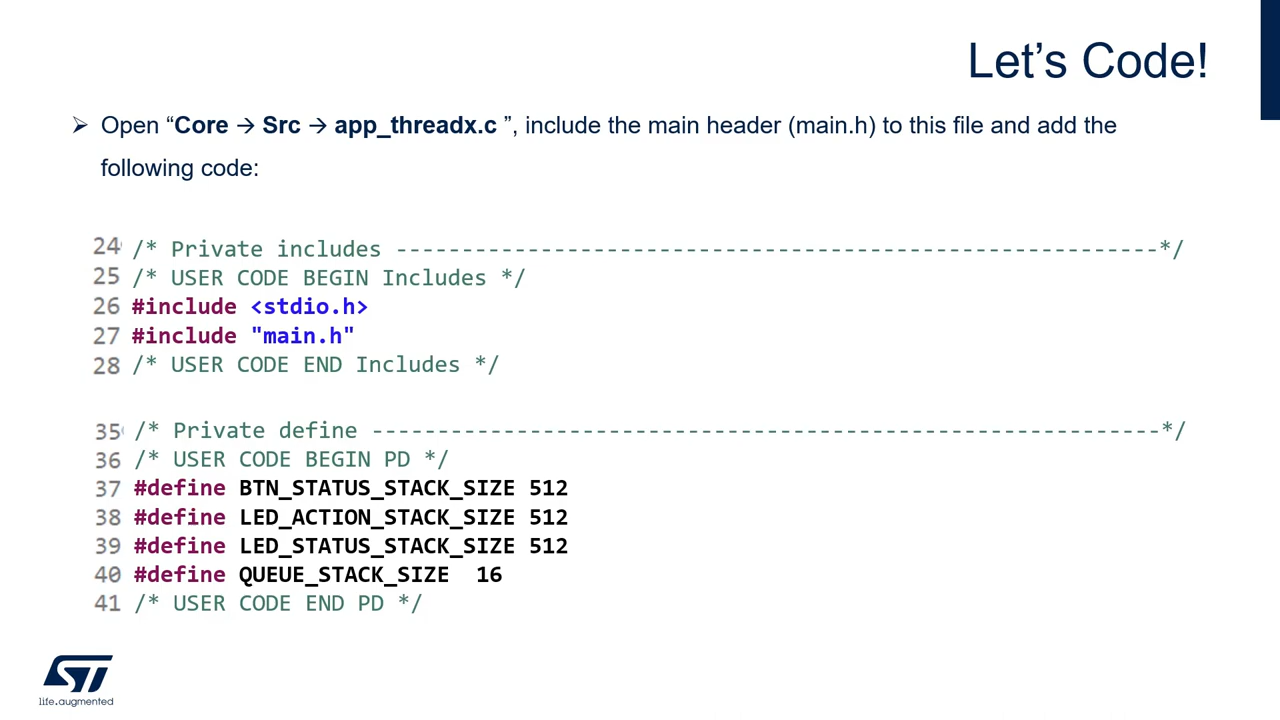 Let's Code!
➢ Open “Core → Src → app_threadx.c ”, include the main header (main.h) to this file and add the
following code:
24 /* Private includes ----------------------------------------------------------*/
25 /* USER CODE BEGIN Includes */
26 #include <stdio.h>
27 #include "main.h"
28 /* USER CODE END Includes */
35 /* Private define ------------------------------------------------------------*/
36 /* USER CODE BEGIN PD */
37 #define BTN_STATUS_STACK_SIZE 512
38 #define LED_ACTION_STACK_SIZE 512
39 #define LED_STATUS_STACK_SIZE 512
40 #define QUEUE_STACK_SIZE  16
41 /* USER CODE END PD */
ST
life.augmented